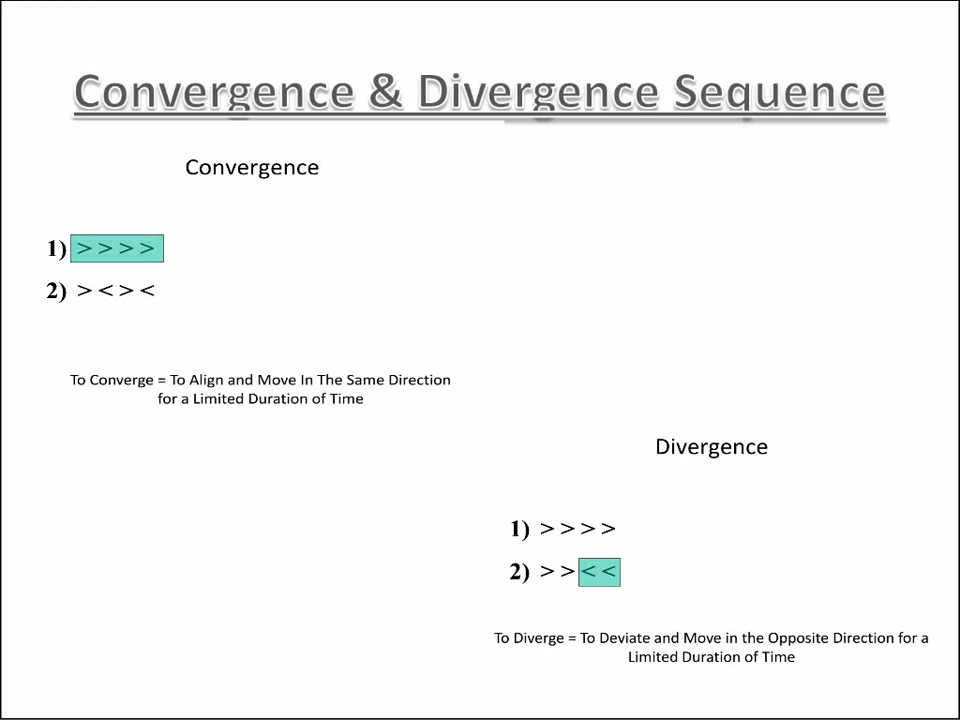 Convergence & Divergence Sequence
Convergence
1) > > > >
2) > < > <
To Converge = To Align and Move In The Same Direction
for a Limited Duration of Time
Divergence
1) > > > >
2) > > < <
To Diverge = To Deviate and Move in the Opposite Direction for a
Limited Duration of Time